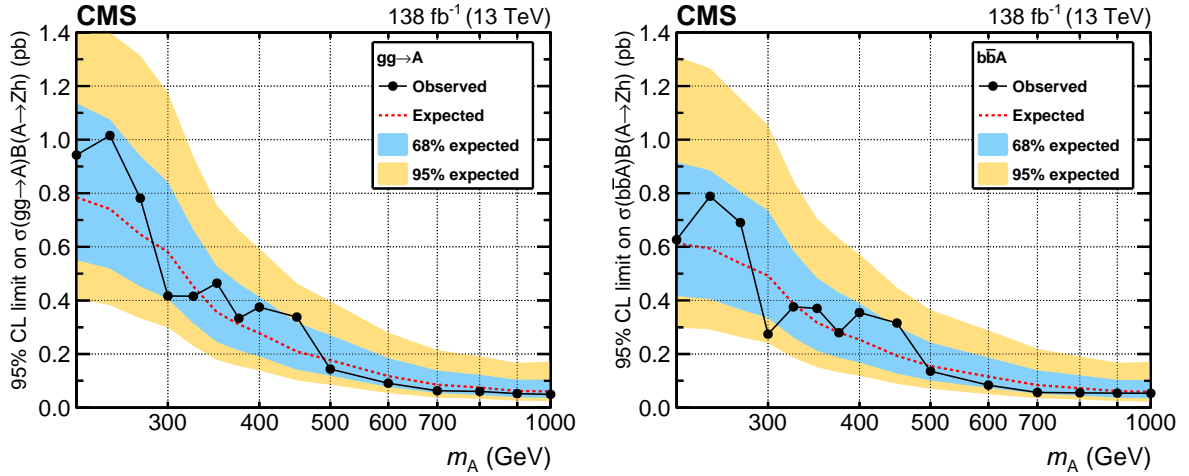 CMS 138 fb⁻¹ (13 TeV)
95% CL limit on σ(gg→A)B(A→Zh) (pb)
1.4
1.2
1.0
0.8
0.6
0.4
0.2
0.0
gg→A
Observed
Expected
68% expected
95% expected
300 400 500 600 700 1000
m_A (GeV)
CMS 138 fb⁻¹ (13 TeV)
95% CL limit on σ(bb̅A)B(A→Zh) (pb)
1.4
1.2
1.0
0.8
0.6
0.4
0.2
0.0
bb̅A
Observed
Expected
68% expected
95% expected
300 400 500 600 700 1000
m_A (GeV)